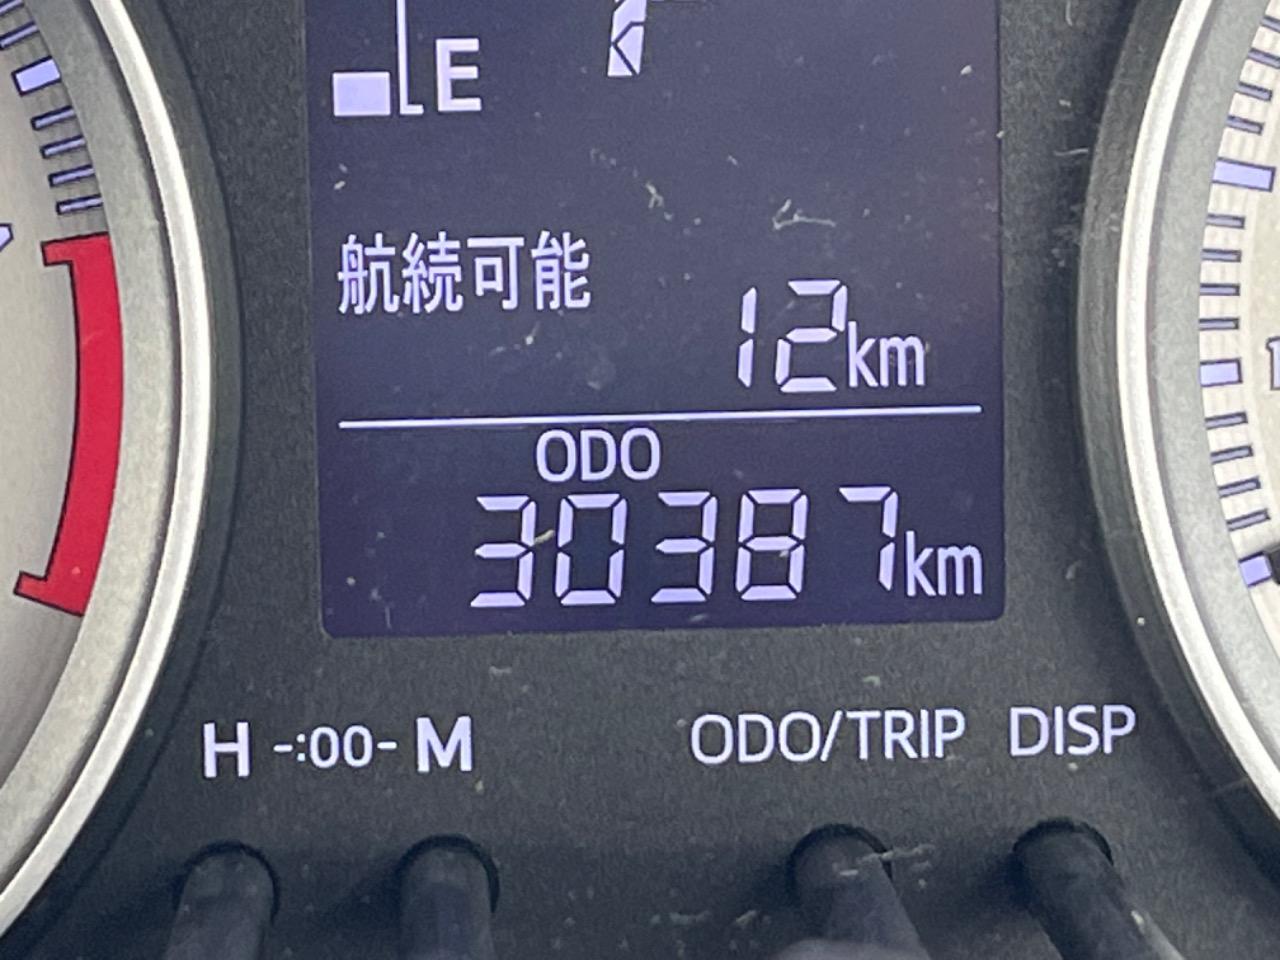 E
航続可能
12km
ODO
30387km
H -:00- M ODO/TRIP DISP